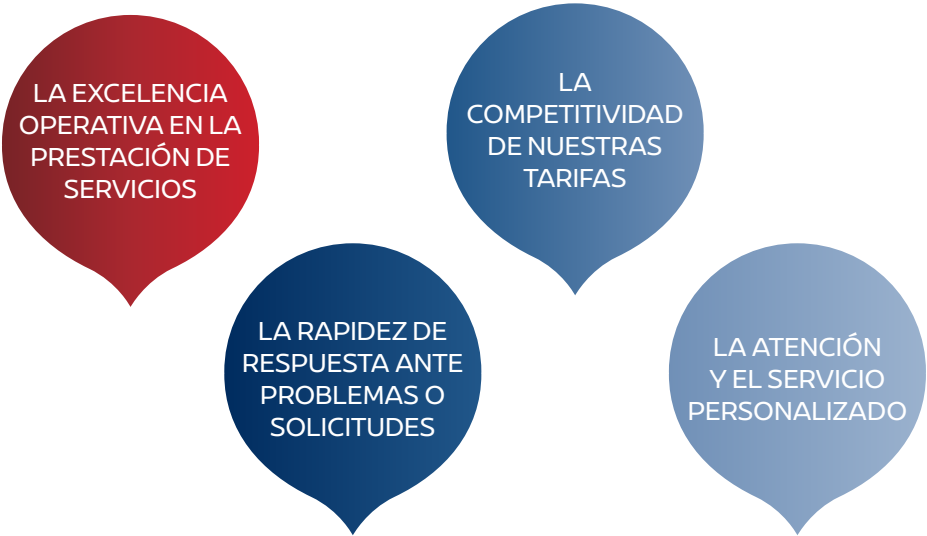 LA EXCELENCIA
OPERATIVA EN LA
PRESTACIÓN DE
SERVICIOS
LA RAPIDEZ DE
RESPUESTA ANTE
PROBLEMAS O
SOLICITUDES
LA
COMPETITIVIDAD
DE NUESTRAS
TARIFAS
LA ATENCIÓN
Y EL SERVICIO
PERSONALIZADO